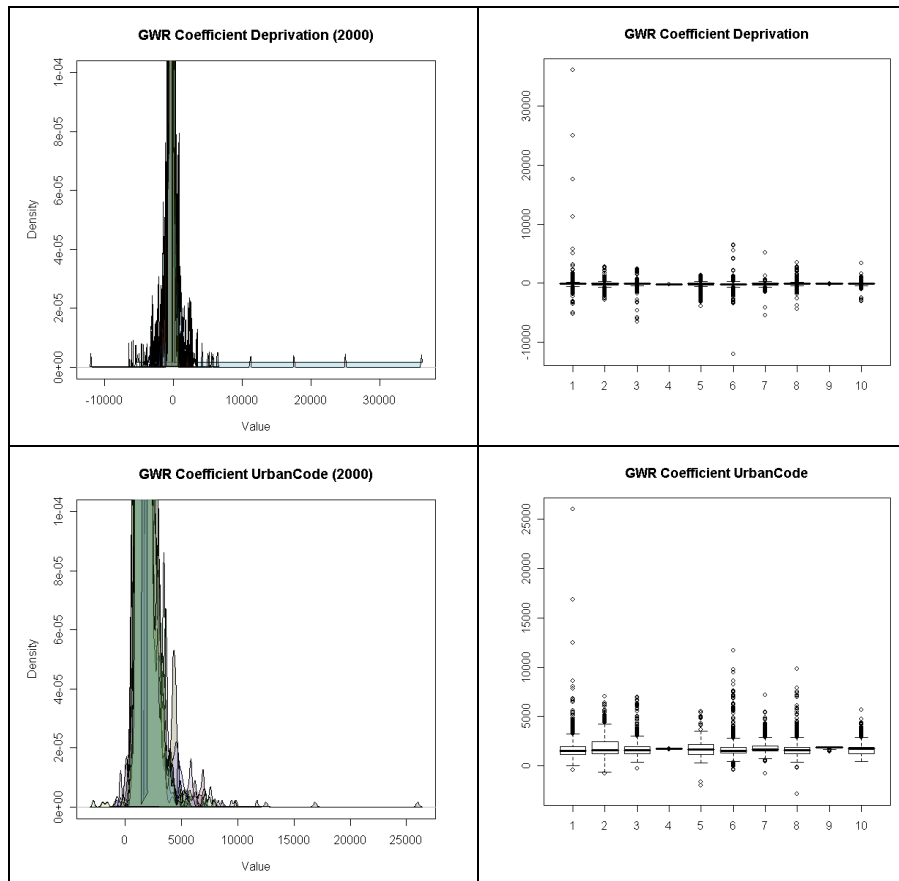 GWR Coefficient Deprivation (2000)
1e-04
8e-05
6e-05
4e-05
2e-05
0e+00
Density
-10000 0 10000 20000 30000
Value
GWR Coefficient Deprivation
30000
20000
10000
0
-10000
1 2 3 4 5 6 7 8 9 10
GWR Coefficient UrbanCode (2000)
1e-04
8e-05
6e-05
4e-05
2e-05
0e+00
Density
0 5000 10000 15000 20000 25000
Value
GWR Coefficient UrbanCode
25000
20000
15000
10000
5000
0
1 2 3 4 5 6 7 8 9 10